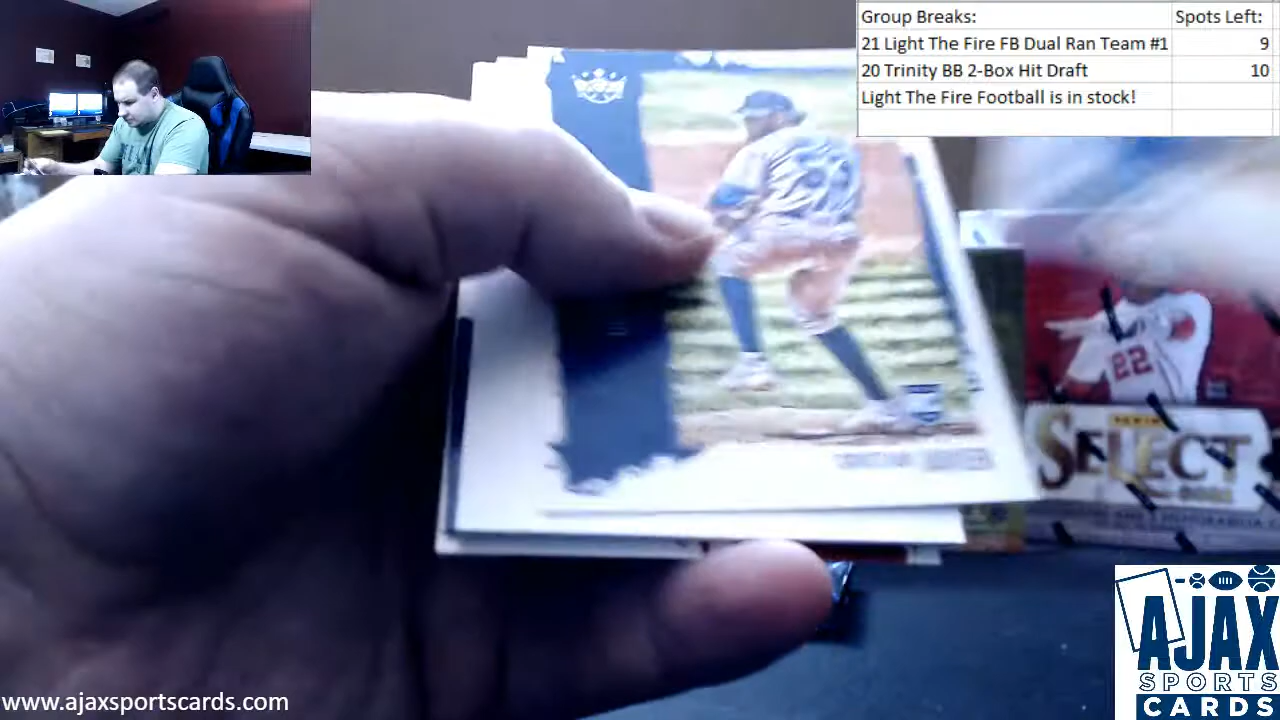 Group Breaks: Spots Left:
21 Light The Fire FB Dual Ran Team #1 9
20 Trinity BB 2-Box Hit Draft 10
Light The Fire Football is in stock!
22
PANINI
SELECT
AJAX
SPORTS
CARDS
www.ajaxsportscards.com